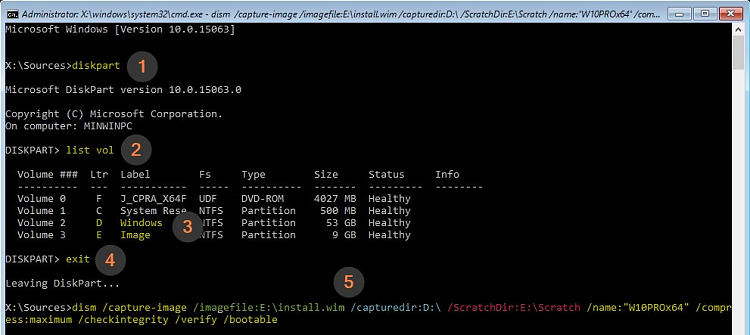 Administrator: X:\windows\system32\cmd.exe - dism /capture-image /imagefile:E:\install.wim /capturedir:D:\ /ScratchDir:E:\Scratch /name:"W10PROx64" /com...
Microsoft Windows [Version 10.0.15063]
X:\Sources>diskpart 1
Microsoft DiskPart version 10.0.15063.0
Copyright (C) Microsoft Corporation.
On computer: MINWINPC
DISKPART> list vol 2
Volume ### Ltr Label Fs Type Size Status Info
---------- --- ----------- ----- ---------- ------- --------- --------
Volume 0 F J_CPRA_X64F UDF DVD-ROM 4027 MB Healthy
Volume 1 C System Rese NTFS Partition 500 MB Healthy
Volume 2 D Windows 3 NTFS Partition 53 GB Healthy
Volume 3 E Image NTFS Partition 9 GB Healthy
DISKPART> exit 4
Leaving DiskPart...
5
X:\Sources>dism /capture-image /imagefile:E:\install.wim /capturedir:D:\ /ScratchDir:E:\Scratch /name:"W10PROx64" /compr
ess:maximum /checkintegrity /verify /bootable